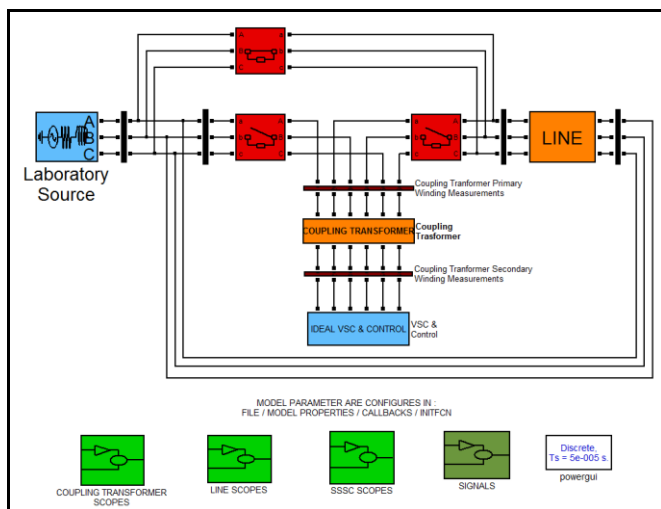 A
B
C
a
b
c
A
B
C
Laboratory
Source
a
b
c
A
B
C
a
b
c
A
B
C
LINE
Coupling Tranformer Primary
Winding Measurements
COUPLING TRANSFORMER
Coupling
Trasformer
Coupling Tranformer Secondary
Winding Measurements
IDEAL VSC & CONTROL
VSC &
Control
MODEL PARAMETER ARE CONFIGURES IN :
FILE / MODEL PROPERTIES / CALLBACKS / INITFCN
COUPLING TRANSFORMER
SCOPES
LINE SCOPES
SSSC SCOPES
SIGNALS
Discrete,
Ts = 5e-005 s.
powergui